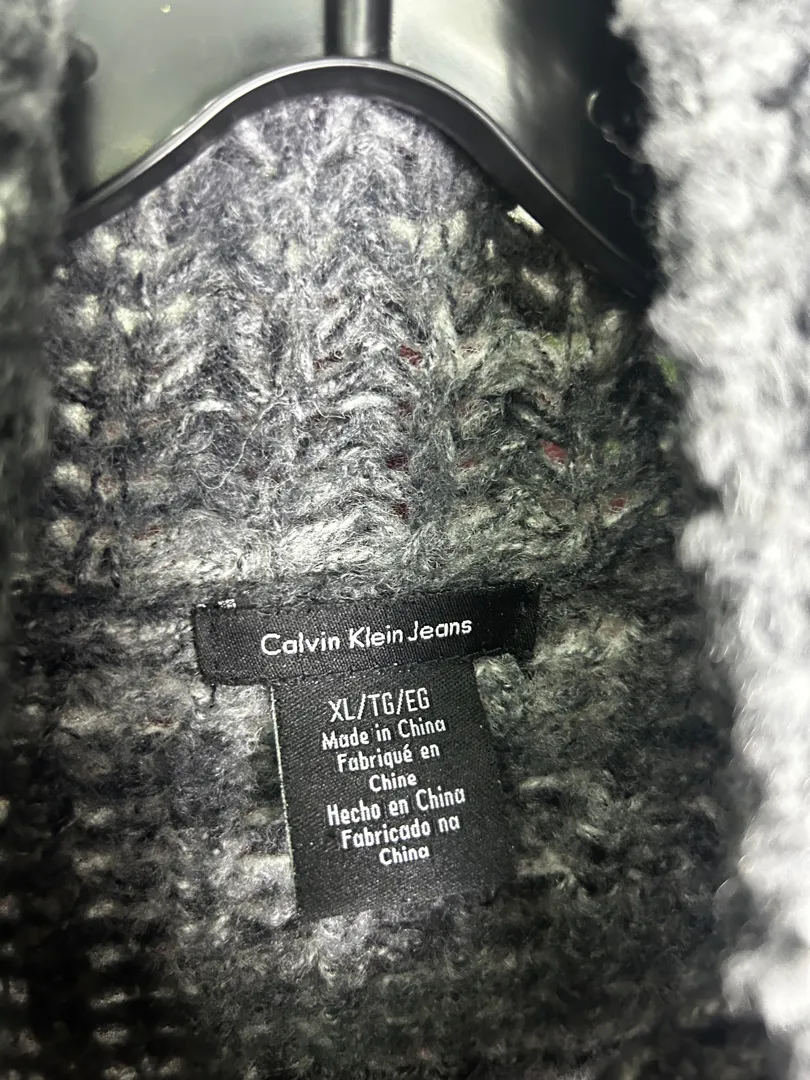 Calvin Klein Jeans
XL/TG/EG
Made in China
Fabriqué en
Chine
Hecho en China
Fabricado na
China